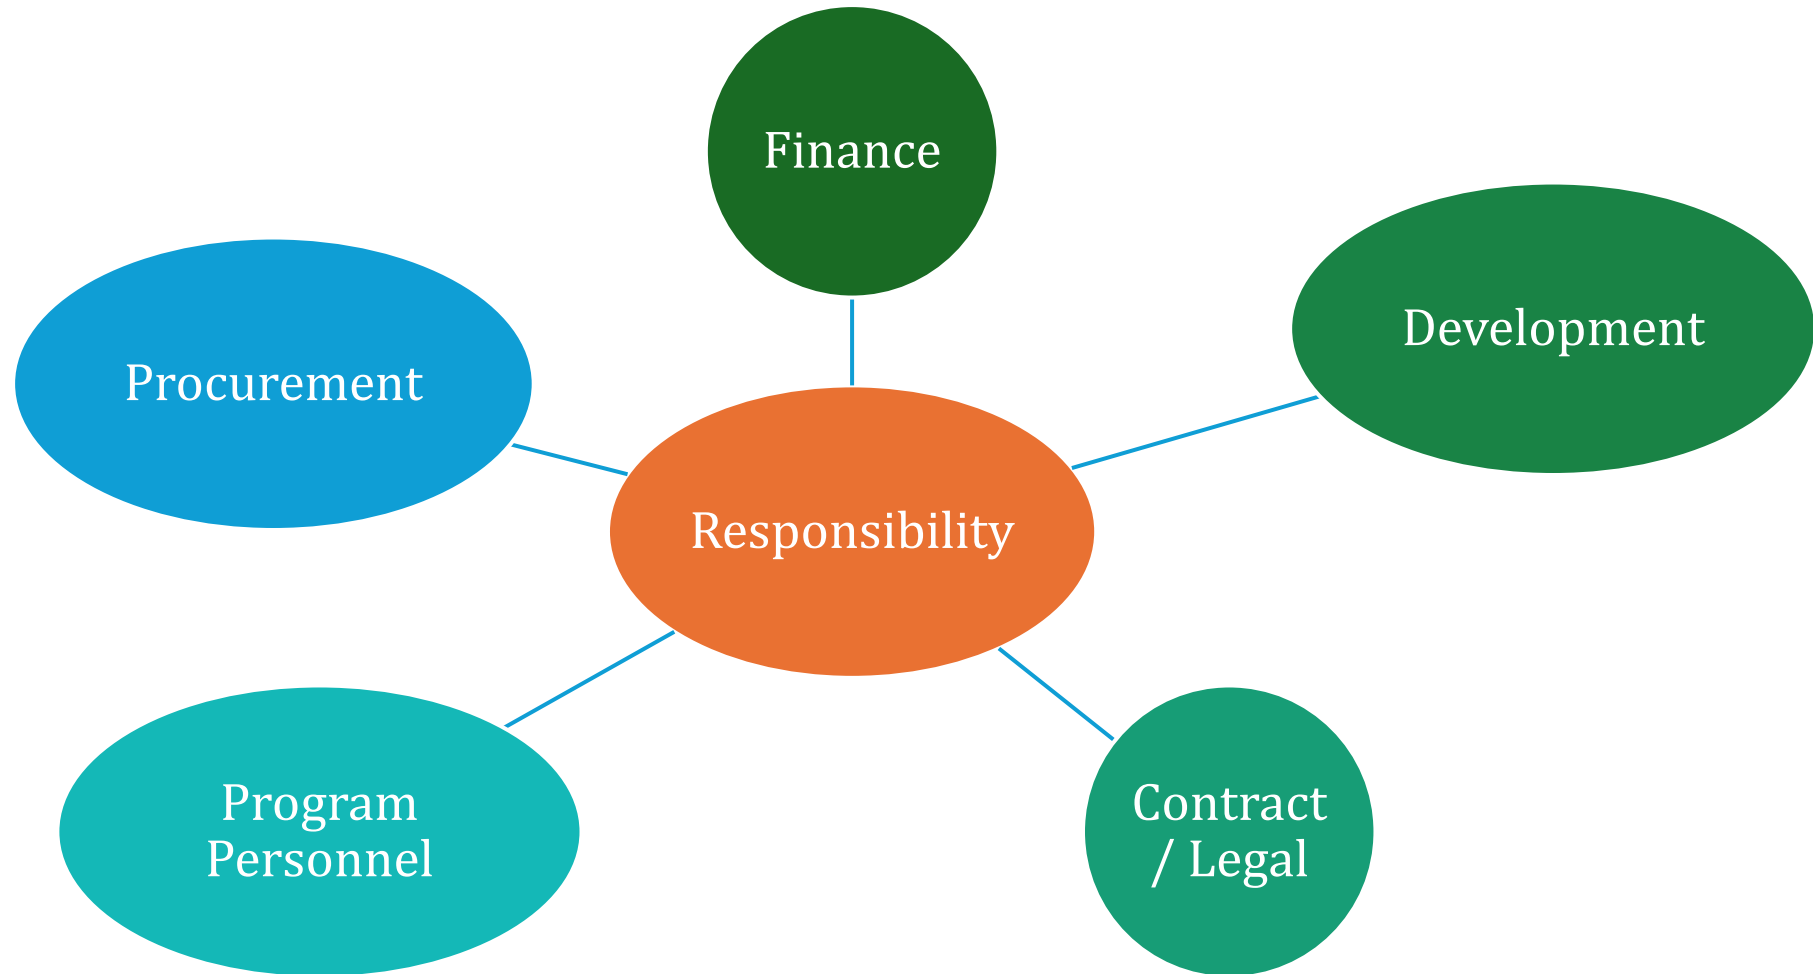 Finance
Development
Procurement
Responsibility
Program
Personnel
Contract
/ Legal